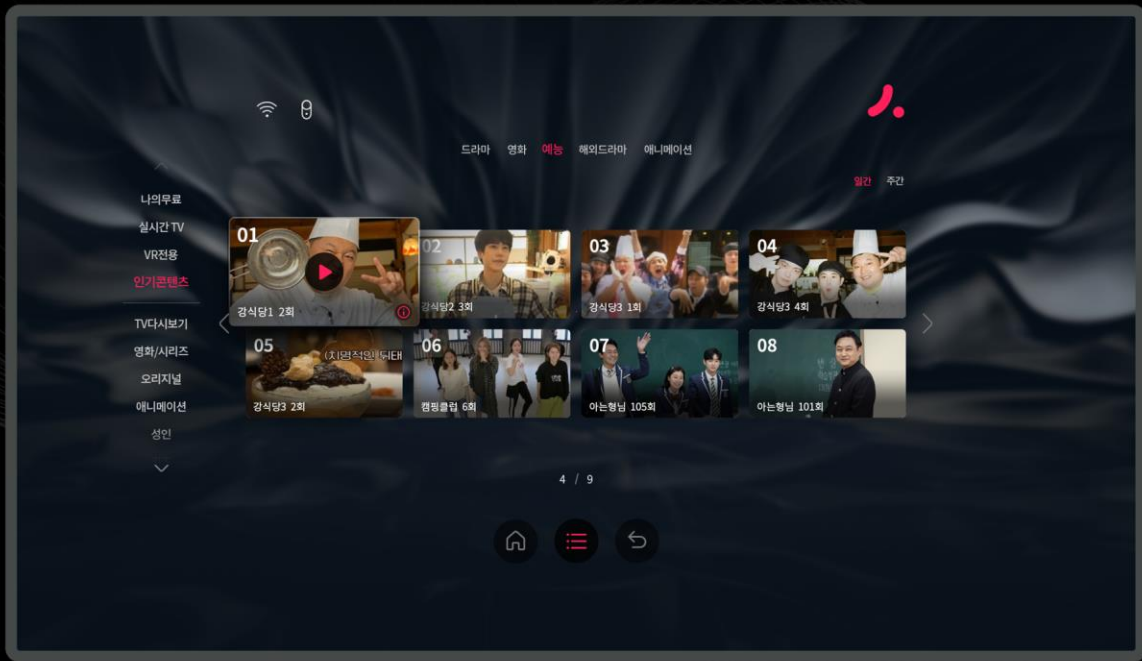 드라마 영화 예능 해외드라마 애니메이션
일간 주간
나의무료
실시간 TV
VR전용
인기콘텐츠
TV다시보기
영화/시리즈
오리지널
애니메이션
성인
01
강식당1 2회
02
강식당2 3회
03
강식당3 1회
04
강식당3 4회
05
(치명적인 뒤태
강식당3 2회
06
캠핑클럽 6회
07
아는형님 105회
08
아는형님 101회
4 / 9